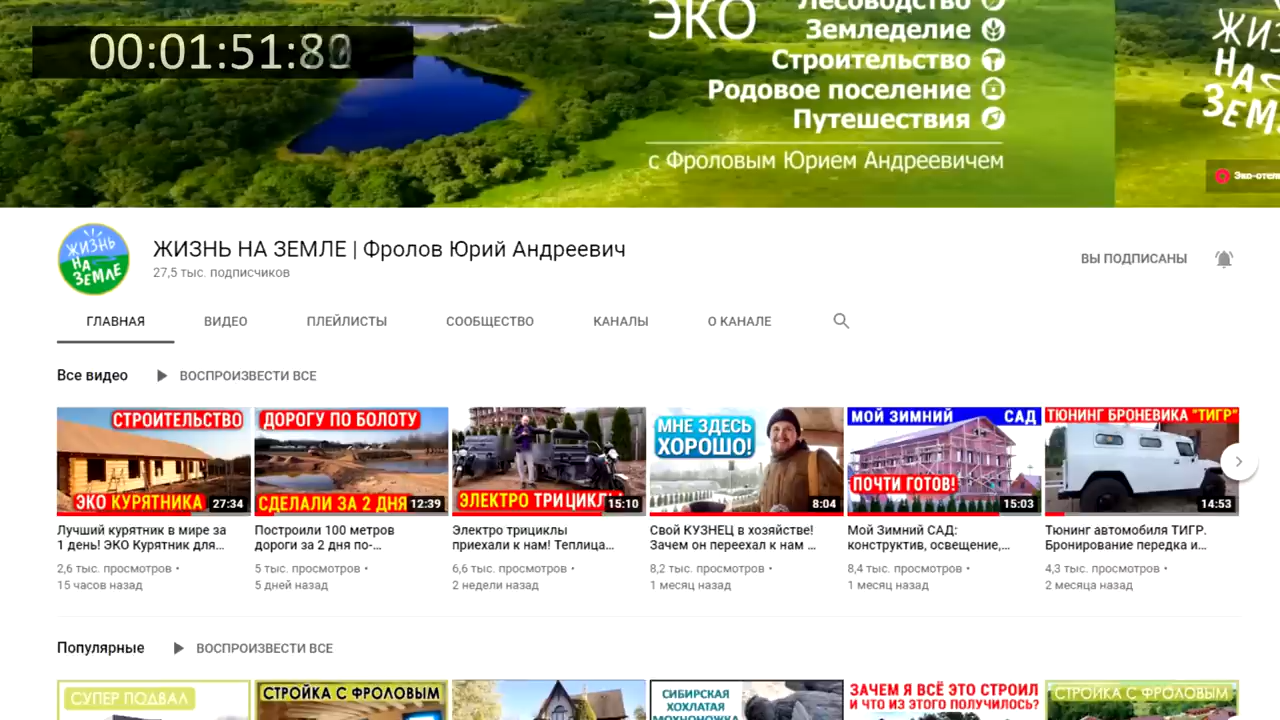 00:01:51:8
ЭКО
Лесоводство
Земледелие
Строительство
Родовое поселение
Путешествия
с Фроловым Юрием Андреевичем
НА
ЖИЗНЬ НА ЗЕМЛЕ
ЖИЗНЬ НА ЗЕМЛЕ | Фролов Юрий Андреевич
27,5 тыс. подписчиков
ВЫ ПОДПИСАНЫ
ГЛАВНАЯ ВИДЕО ПЛЕЙЛИСТЫ СООБЩЕСТВО КАНАЛЫ О КАНАЛЕ
Все видео ВОСПРОИЗВЕСТИ ВСЕ
СТРОИТЕЛЬСТВО
ЭКО КУРЯТНИКА 27:34
Лучший курятник в мире за
1 день! ЭКО Курятник для...
2,6 тыс. просмотров •
15 часов назад
ДОРОГУ ПО БОЛОТУ
СДЕЛАЛИ ЗА 2 ДНЯ 12:39
Построили 100 метров
дороги за 2 дня по-...
5 тыс. просмотров •
5 дней назад
ЭЛЕКТРО ТРИЦИКЛЫ 15:10
Электро трициклы
приехали к нам! Теплица...
6,6 тыс. просмотров •
2 недели назад
МНЕ ЗДЕСЬ
ХОРОШО!
8:04
Свой КУЗНЕЦ в хозяйстве!
Зачем он переехал к нам ...
8,2 тыс. просмотров •
1 месяц назад
МОЙ ЗИМНИЙ САД
ПОЧТИ ГОТОВ!
15:03
Мой Зимний САД:
конструктив, освещение,...
8,4 тыс. просмотров •
1 месяц назад
ТЮНИНГ БРОНЕВИКА "ТИГР"
14:53
Тюнинг автомобиля ТИГР.
Бронирование передка и...
4,3 тыс. просмотров •
2 месяца назад
Популярные ВОСПРОИЗВЕСТИ ВСЕ
СУПЕР ПОДВАЛ
СТРОЙКА С ФРОЛОВЫМ
СИБИРСКАЯ
ХОХЛАТАЯ
МОХНОНОЖКА
ЗАЧЕМ Я ВСЁ ЭТО СТРОИЛ
И ЧТО ИЗ ЭТОГО ПОЛУЧИЛОСЬ?
СТРОЙКА С ФРОЛОВЫМ